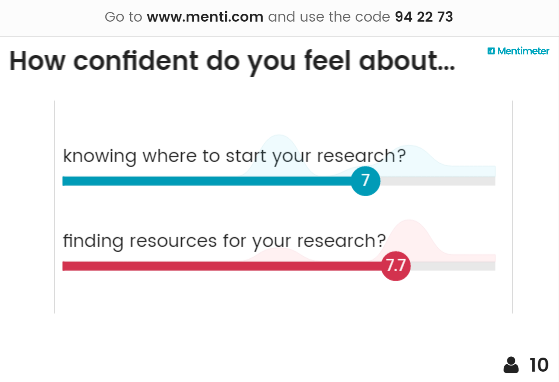 Go to www.menti.com and use the code 94 22 73
How confident do you feel about...
Mentimeter
knowing where to start your research?
7
finding resources for your research?
7.7
10